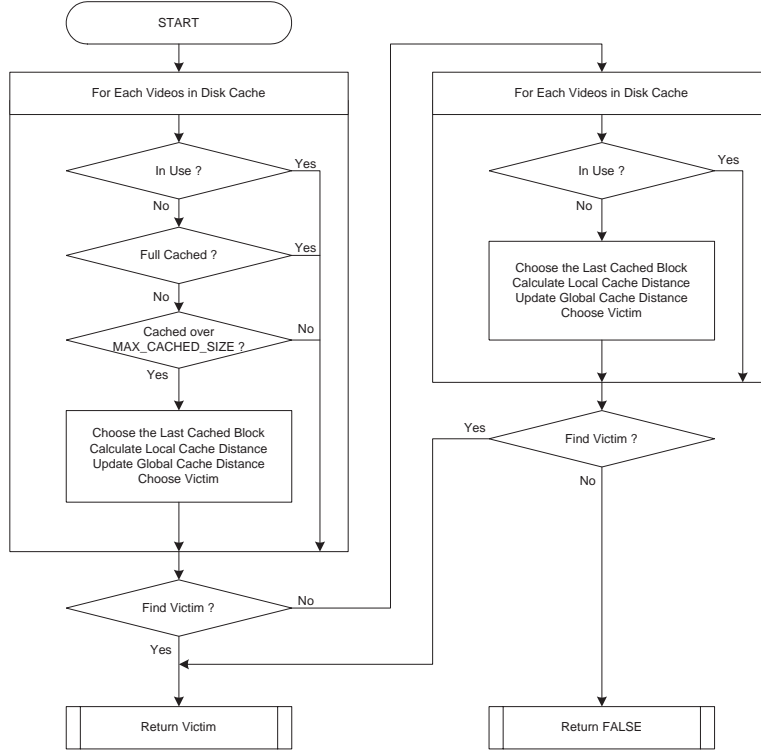 START
For Each Videos in Disk Cache
In Use ?
Yes
No
Full Cached ?
Yes
No
Cached over
MAX_CACHED_SIZE ?
No
Yes
Choose the Last Cached Block
Calculate Local Cache Distance
Update Global Cache Distance
Choose Victim
Find Victim ?
No
Yes
Return Victim
For Each Videos in Disk Cache
In Use ?
Yes
No
Choose the Last Cached Block
Calculate Local Cache Distance
Update Global Cache Distance
Choose Victim
Yes
Find Victim ?
No
Return FALSE